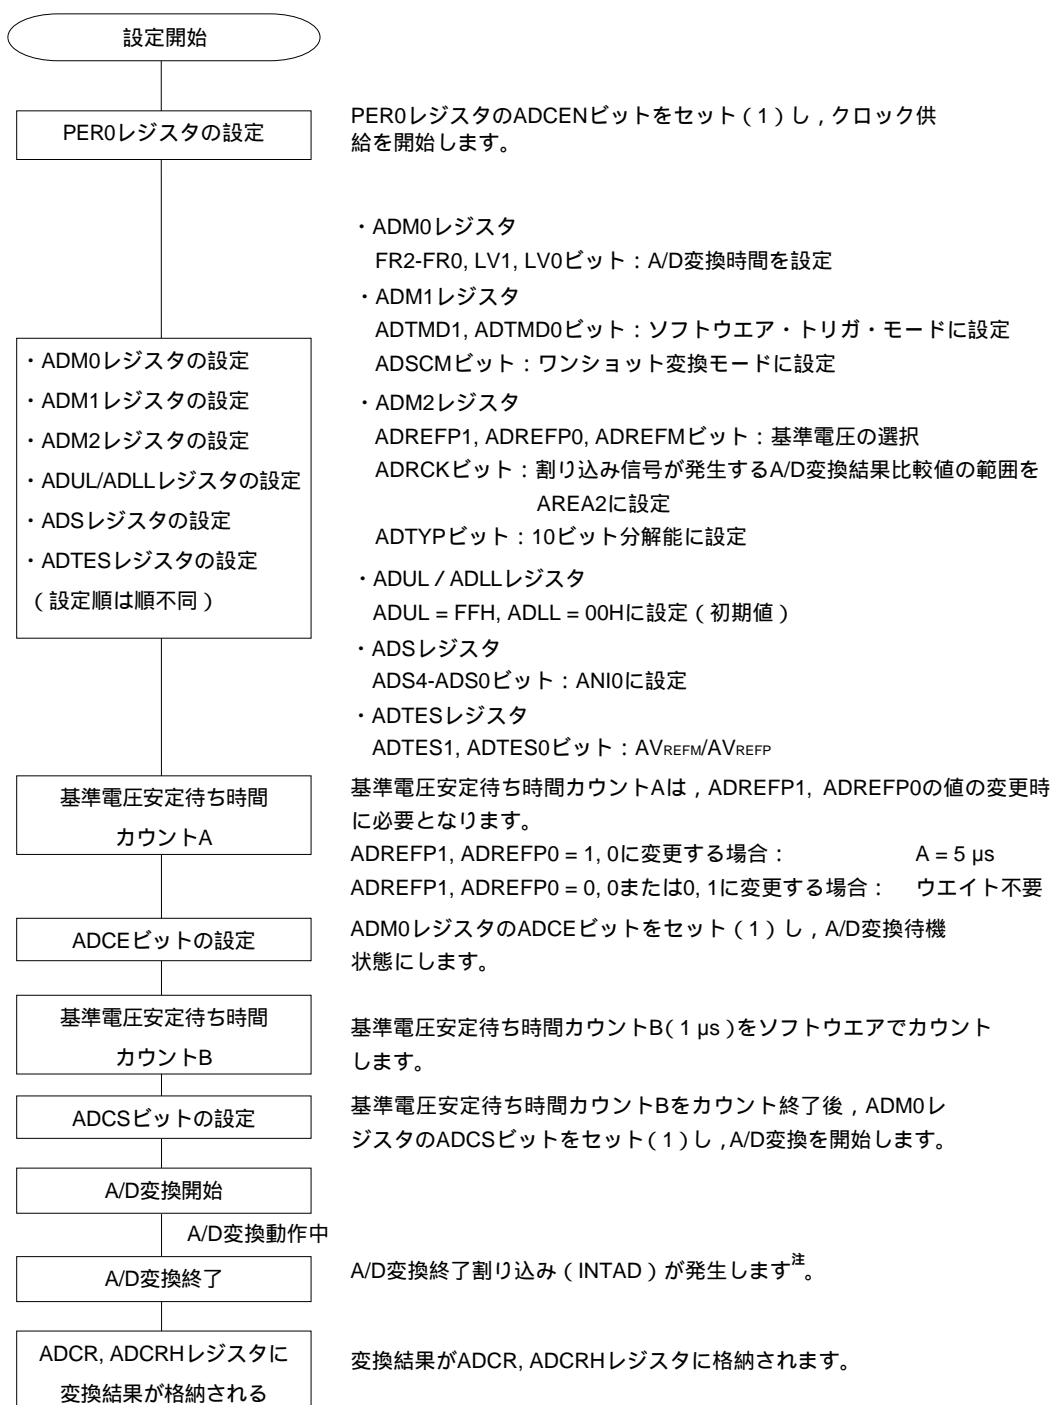 設定開始
PER0レジスタの設定
PER0レジスタのADCENビットをセット（1）し，クロック供
給を開始します。
・ADM0レジスタの設定
・ADM1レジスタの設定
・ADM2レジスタの設定
・ADUL/ADLLレジスタの設定
・ADSレジスタの設定
・ADTESレジスタの設定
（設定順は順不同）
・ADM0レジスタ
FR2-FR0, LV1, LV0ビット：A/D変換時間を設定
・ADM1レジスタ
ADTMD1, ADTMD0ビット：ソフトウエア・トリガ・モードに設定
ADSCMビット：ワンショット変換モードに設定
・ADM2レジスタ
ADREFP1, ADREFP0, ADREFMビット：基準電圧の選択
ADRCKビット：割り込み信号が発生するA/D変換結果比較値の範囲を
AREA2に設定
ADTYPビット：10ビット分解能に設定
・ADUL／ADLLレジスタ
ADUL = FFH, ADLL = 00Hに設定（初期値）
・ADSレジスタ
ADS4-ADS0ビット：ANI0に設定
・ADTESレジスタ
ADTES1, ADTES0ビット：AVREFM/AVREFP
基準電圧安定待ち時間
カウントA
基準電圧安定待ち時間カウントAは，ADREFP1, ADREFP0の値の変更時
に必要となります。
ADREFP1, ADREFP0 = 1, 0に変更する場合： A = 5 μs
ADREFP1, ADREFP0 = 0, 0または0, 1に変更する場合： ウエイト不要
ADCEビットの設定
ADM0レジスタのADCEビットをセット（1）し，A/D変換待機
状態にします。
基準電圧安定待ち時間
カウントB
基準電圧安定待ち時間カウントB（1 μs）をソフトウエアでカウント
します。
ADCSビットの設定
基準電圧安定待ち時間カウントBをカウント終了後，ADM0レ
ジスタのADCSビットをセット（1）し，A/D変換を開始します。
A/D変換開始
A/D変換動作中
A/D変換終了
A/D変換終了割り込み（INTAD）が発生します注。
ADCR, ADCRHレジスタに
変換結果が格納される
変換結果がADCR, ADCRHレジスタに格納されます。